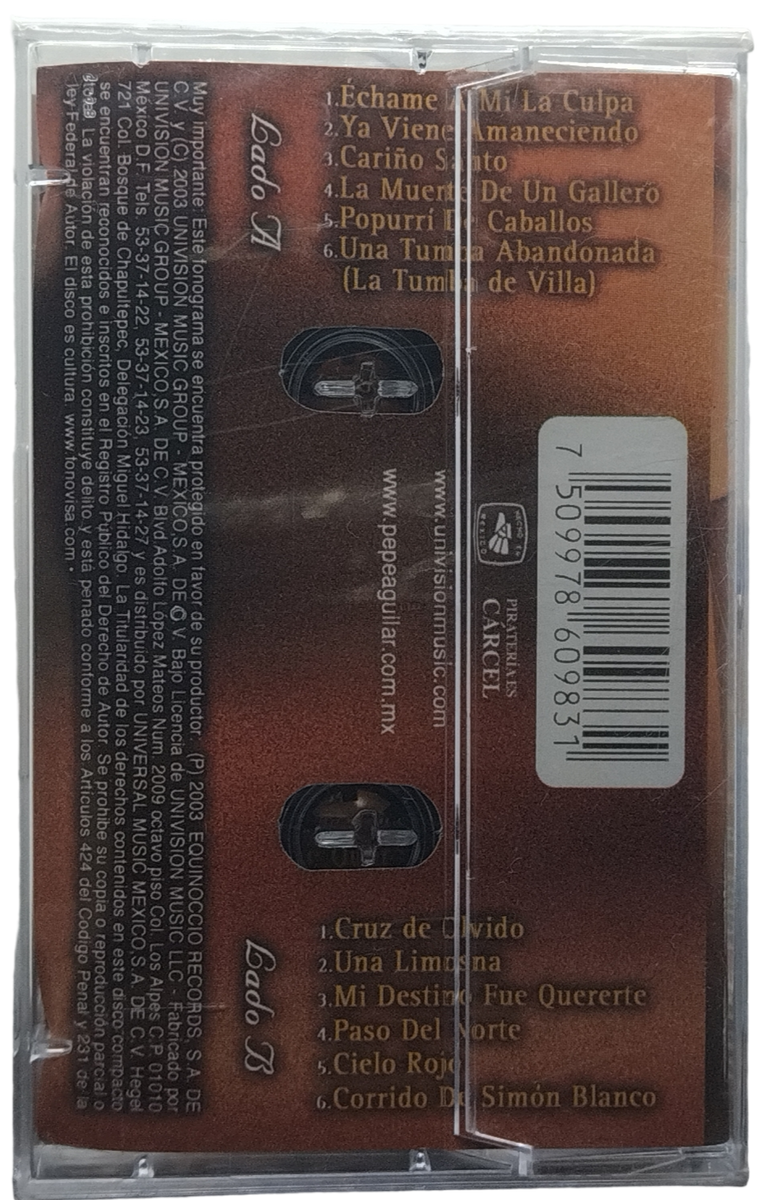 Lado A
1.Échame A Mi La Culpa
2.Ya Viene Amaneciendo
3.Cariño Santo
4.La Muerte De Un Gallero
5.Popurrí De Caballos
6.Una Tumba Abandonada
(La Tumba de Villa)
Lado B
1.Cruz de Olvido
2.Una Limosna
3.Mi Destino Fue Quererte
4.Paso Del Norte
5.Cielo Rojo
6.Corrido De Simón Blanco
7 509978 609831
HECHO EN MEXICO
PIRATERÍA ES
CÁRCEL
www.univisionmusic.com
www.pepeaguilar.com.mx
Muy importante: Este fonograma se encuentra protegido en favor de su productor. (P) 2003 EQUINOCCIO RECORDS, S.A. DE
C.V. y (C) 2003 UNIVISION MUSIC GROUP - MEXICO,S.A. DE C.V. Bajo Licencia de UNIVISION MUSIC LLC - Fabricado por
UNIVISION MUSIC GROUP - MEXICO,S.A. DE C.V. Blvd Adolfo López Mateos Num. 2009 octavo piso Col. Los Alpes C.P. 01010
México D.F. Tels. 53-37-14-22, 53-37-14-23, 53-37-14-27 y es distribuido por UNIVERSAL MUSIC MEXICO,S.A. DE C.V. Hegel
721 Col. Bosque de Chapultepec, Delegación Miguel Hidalgo. La Titularidad de los derechos contenidos en este disco compacto
se encuentran reconocidos e inscritos en el Registro Público del Derecho de Autor. Se prohibe su copia o reproducción parcial o
total. La violación de esta prohibición constituye delito y está penado conforme a los Artículos 424 del Codigo Penal y 231 de la
ley Federal de Autor. El disco es cultura. www.fonovisa.com.